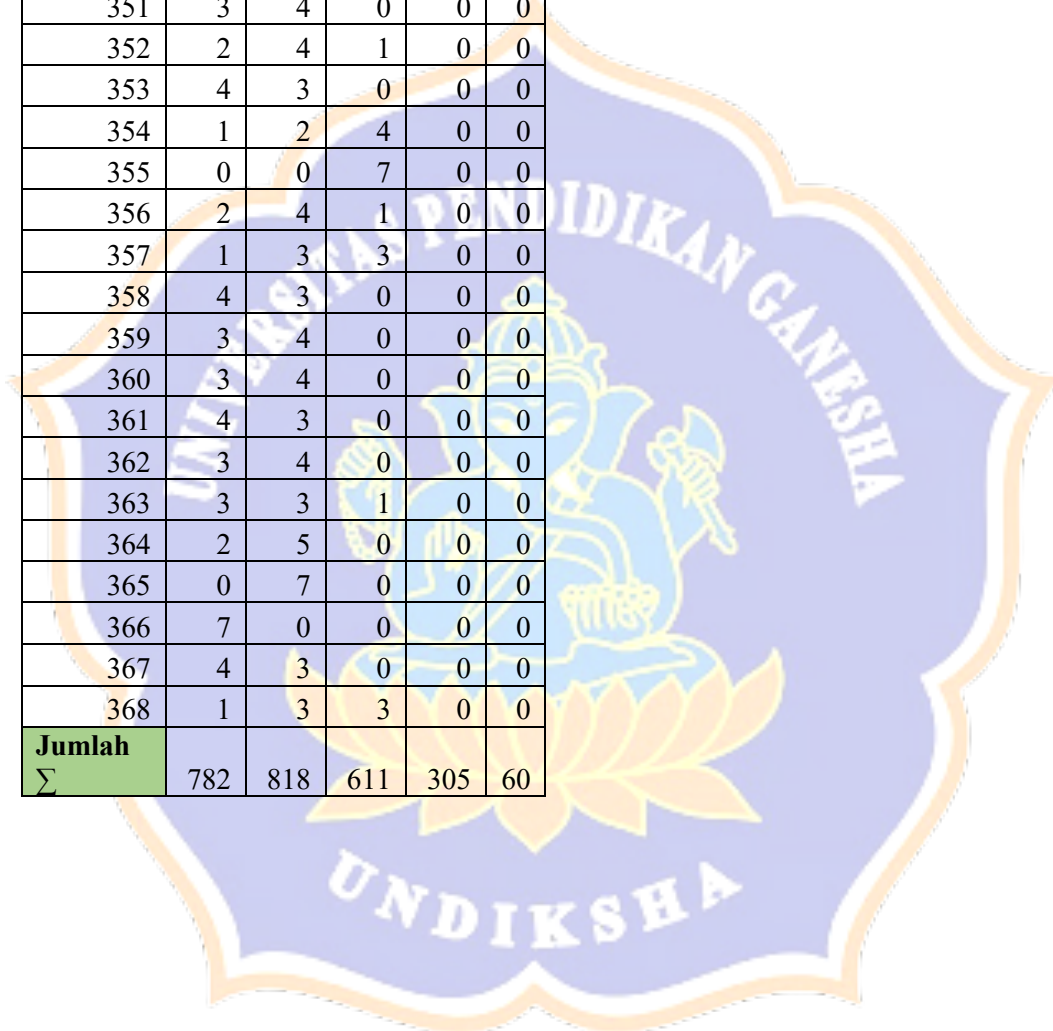 351 3 4 0 0 0
352 2 4 1 0 0
353 4 3 0 0 0
354 1 2 4 0 0
355 0 0 7 0 0
356 2 4 1 0 0
357 1 3 3 0 0
358 4 3 0 0 0
359 3 4 0 0 0
360 3 4 0 0 0
361 4 3 0 0 0
362 3 4 0 0 0
363 3 3 1 0 0
364 2 5 0 0 0
365 0 7 0 0 0
366 7 0 0 0 0
367 4 3 0 0 0
368 1 3 3 0 0
Jumlah
∑ 782 818 611 305 60
UNIVERSITAS PENDIDIKAN GANESHA
UNDIKSHA